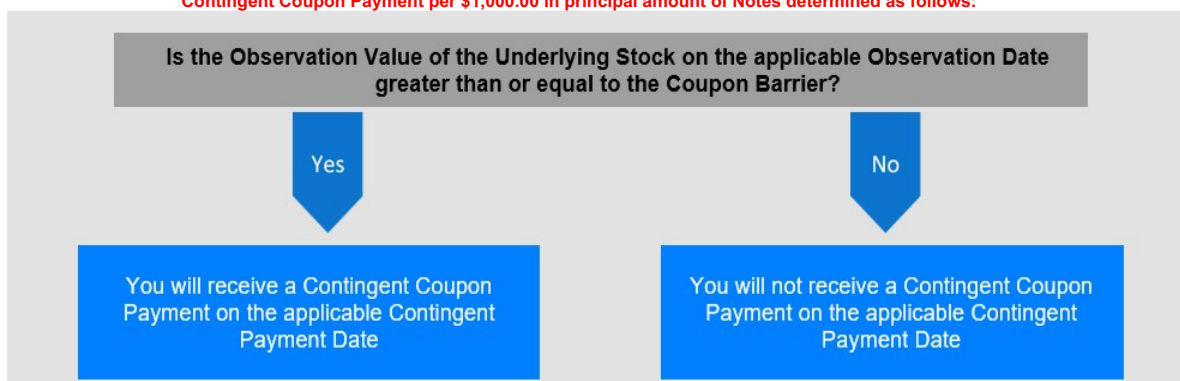 Contingent Coupon Payment per $1,000.00 in principal amount of Notes determined as follows:
Is the Observation Value of the Underlying Stock on the applicable Observation Date
greater than or equal to the Coupon Barrier?
Yes
No
You will receive a Contingent Coupon
Payment on the applicable Contingent
Payment Date
You will not receive a Contingent Coupon
Payment on the applicable Contingent
Payment Date